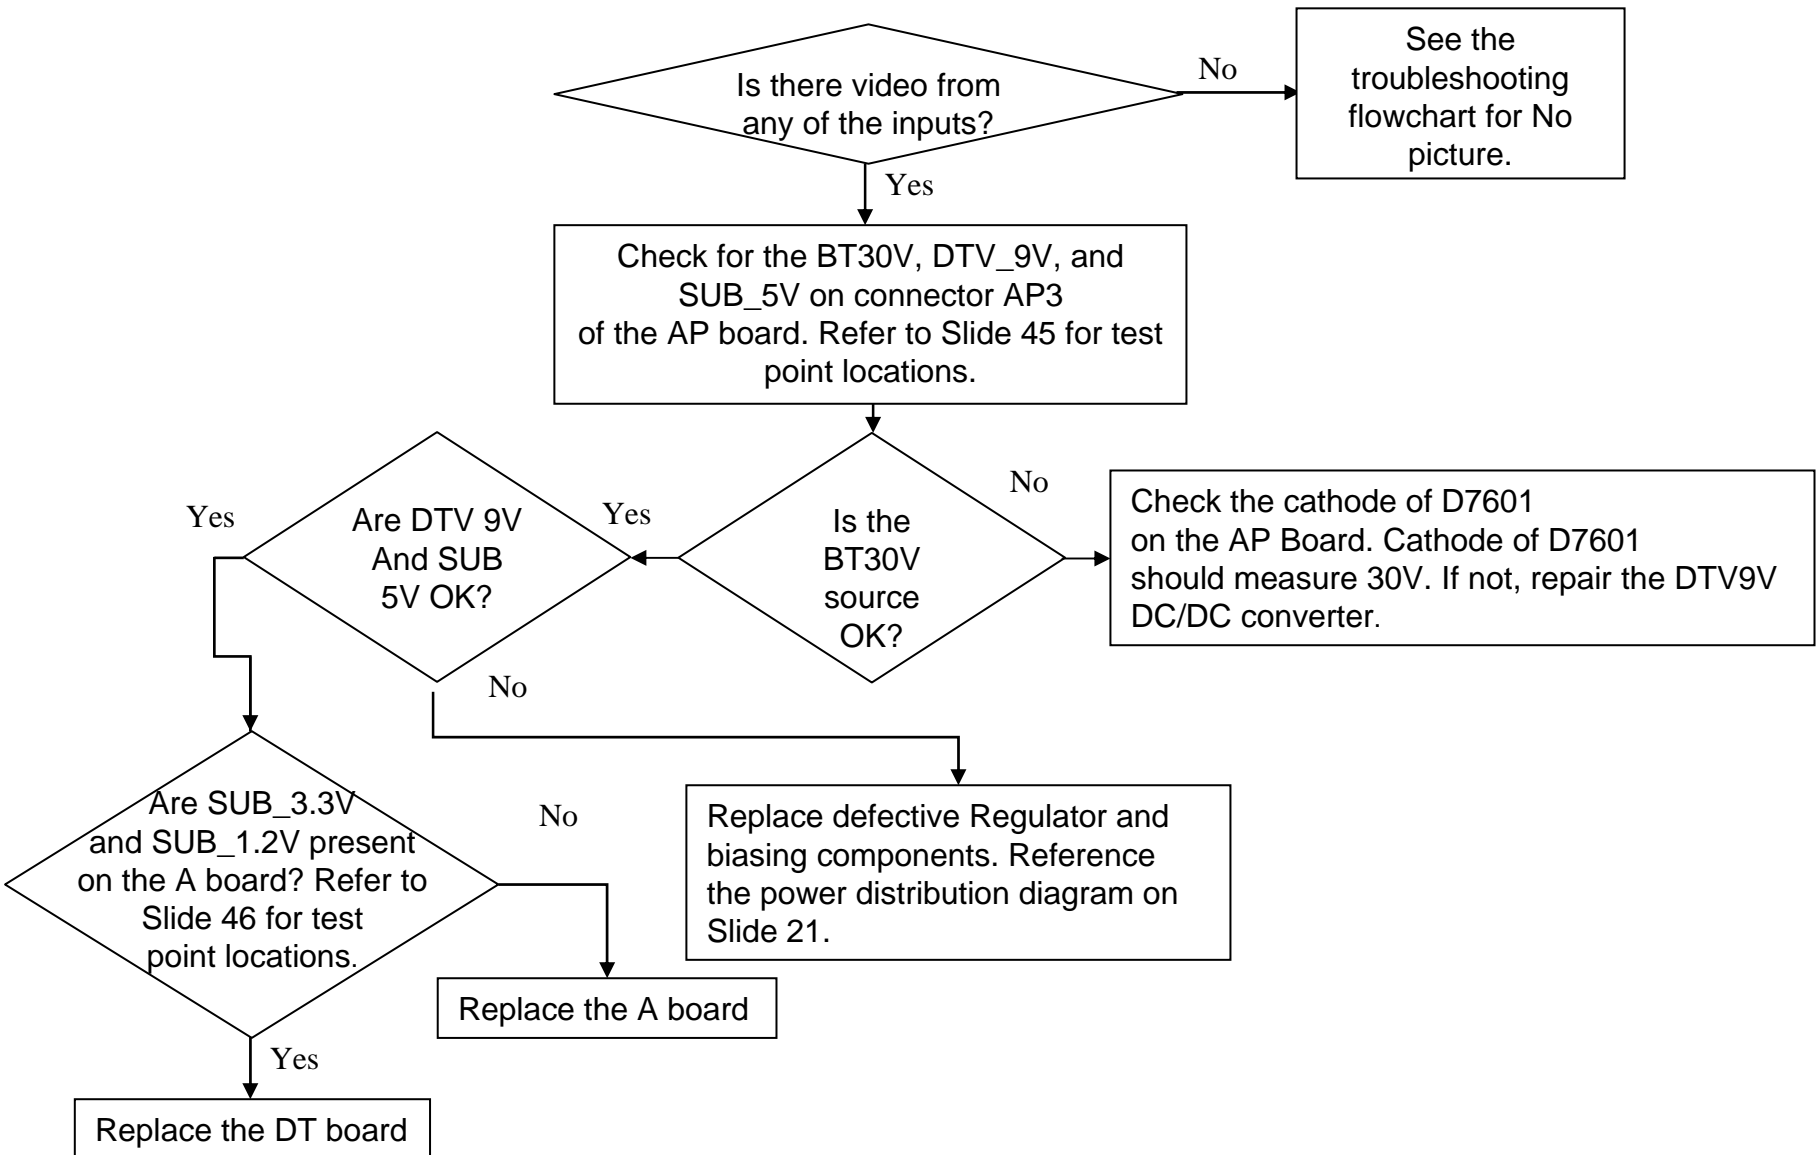 Is there video from
any of the inputs?
No
See the
troubleshooting
flowchart for No
picture.
Yes
Check for the BT30V, DTV_9V, and
SUB_5V on connector AP3
of the AP board. Refer to Slide 45 for test
point locations.
Is the
BT30V
source
OK?
No
Check the cathode of D7601
on the AP Board. Cathode of D7601
should measure 30V. If not, repair the DTV9V
DC/DC converter.
Yes
Are DTV 9V
And SUB
5V OK?
No
Replace defective Regulator and
biasing components. Reference
the power distribution diagram on
Slide 21.
Yes
Are SUB_3.3V
and SUB_1.2V present
on the A board? Refer to
Slide 46 for test
point locations.
No
Replace the A board
Yes
Replace the DT board